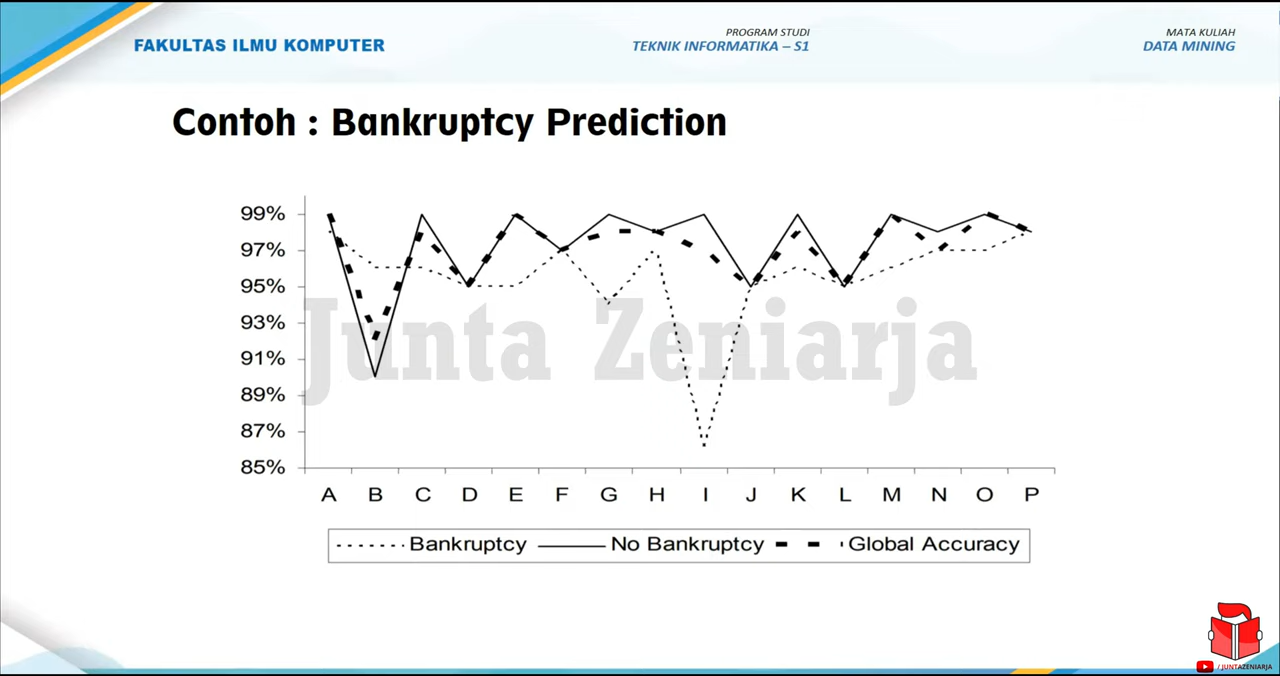 FAKULTAS ILMU KOMPUTER
PROGRAM STUDI
TEKNIK INFORMATIKA – S1
MATA KULIAH
DATA MINING
Contoh : Bankruptcy Prediction
99%
97%
95%
93%
91%
89%
87%
85%
Junta Zeniarja
A B C D E F G H I J K L M N O P
Bankruptcy No Bankruptcy Global Accuracy
/ JUNTAZENIARJA